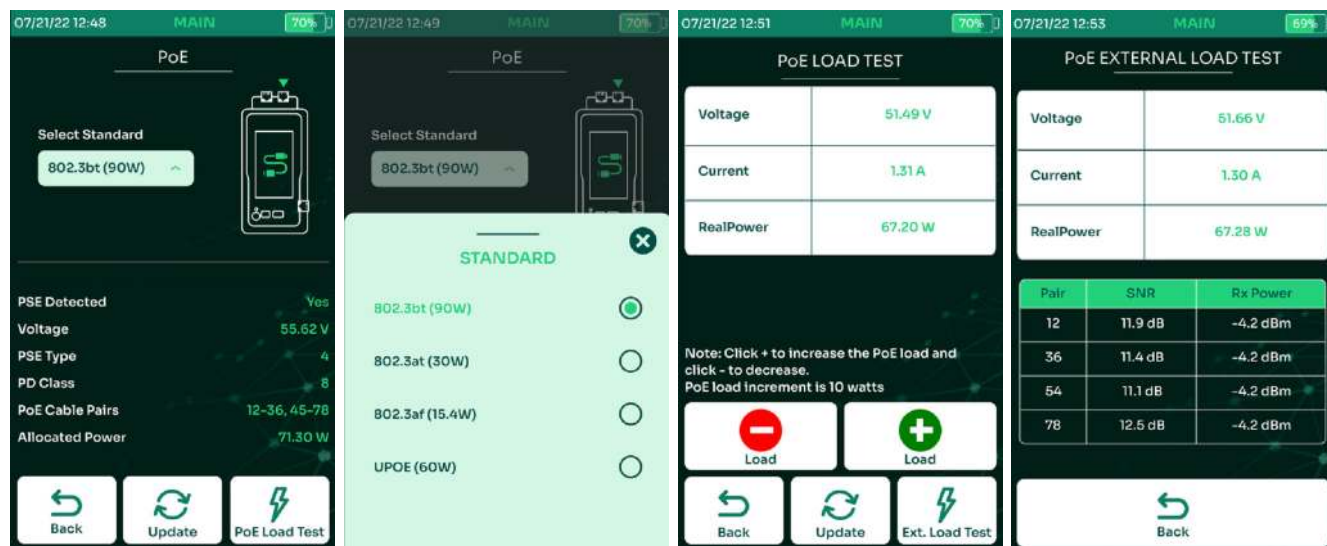 07/21/22 12:48 MAIN 70%
PoE
Select Standard
802.3bt (90W)
PSE Detected Yes
Voltage 55.62 V
PSE Type 4
PD Class 8
PoE Cable Pairs 12-36, 45-78
Allocated Power 71.30 W
Back Update PoE Load Test
07/21/22 12:49 MAIN 70%
PoE
Select Standard
802.3bt (90W)
STANDARD
802.3bt (90W)
802.3at (30W)
802.3af (15.4W)
UPOE (60W)
07/21/22 12:51 MAIN 70%
PoE LOAD TEST
Voltage 51.49 V
Current 1.31 A
RealPower 67.20 W
Note: Click + to increase the PoE load and
click - to decrease.
PoE load increment is 10 watts
Load Load
Back Update Ext. Load Test
07/21/22 12:53 MAIN 69%
PoE EXTERNAL LOAD TEST
Voltage 51.66 V
Current 1.30 A
RealPower 67.28 W
Pair SNR Rx Power
12 11.9 dB -4.2 dBm
36 11.4 dB -4.2 dBm
54 11.1 dB -4.2 dBm
78 12.5 dB -4.2 dBm
Back